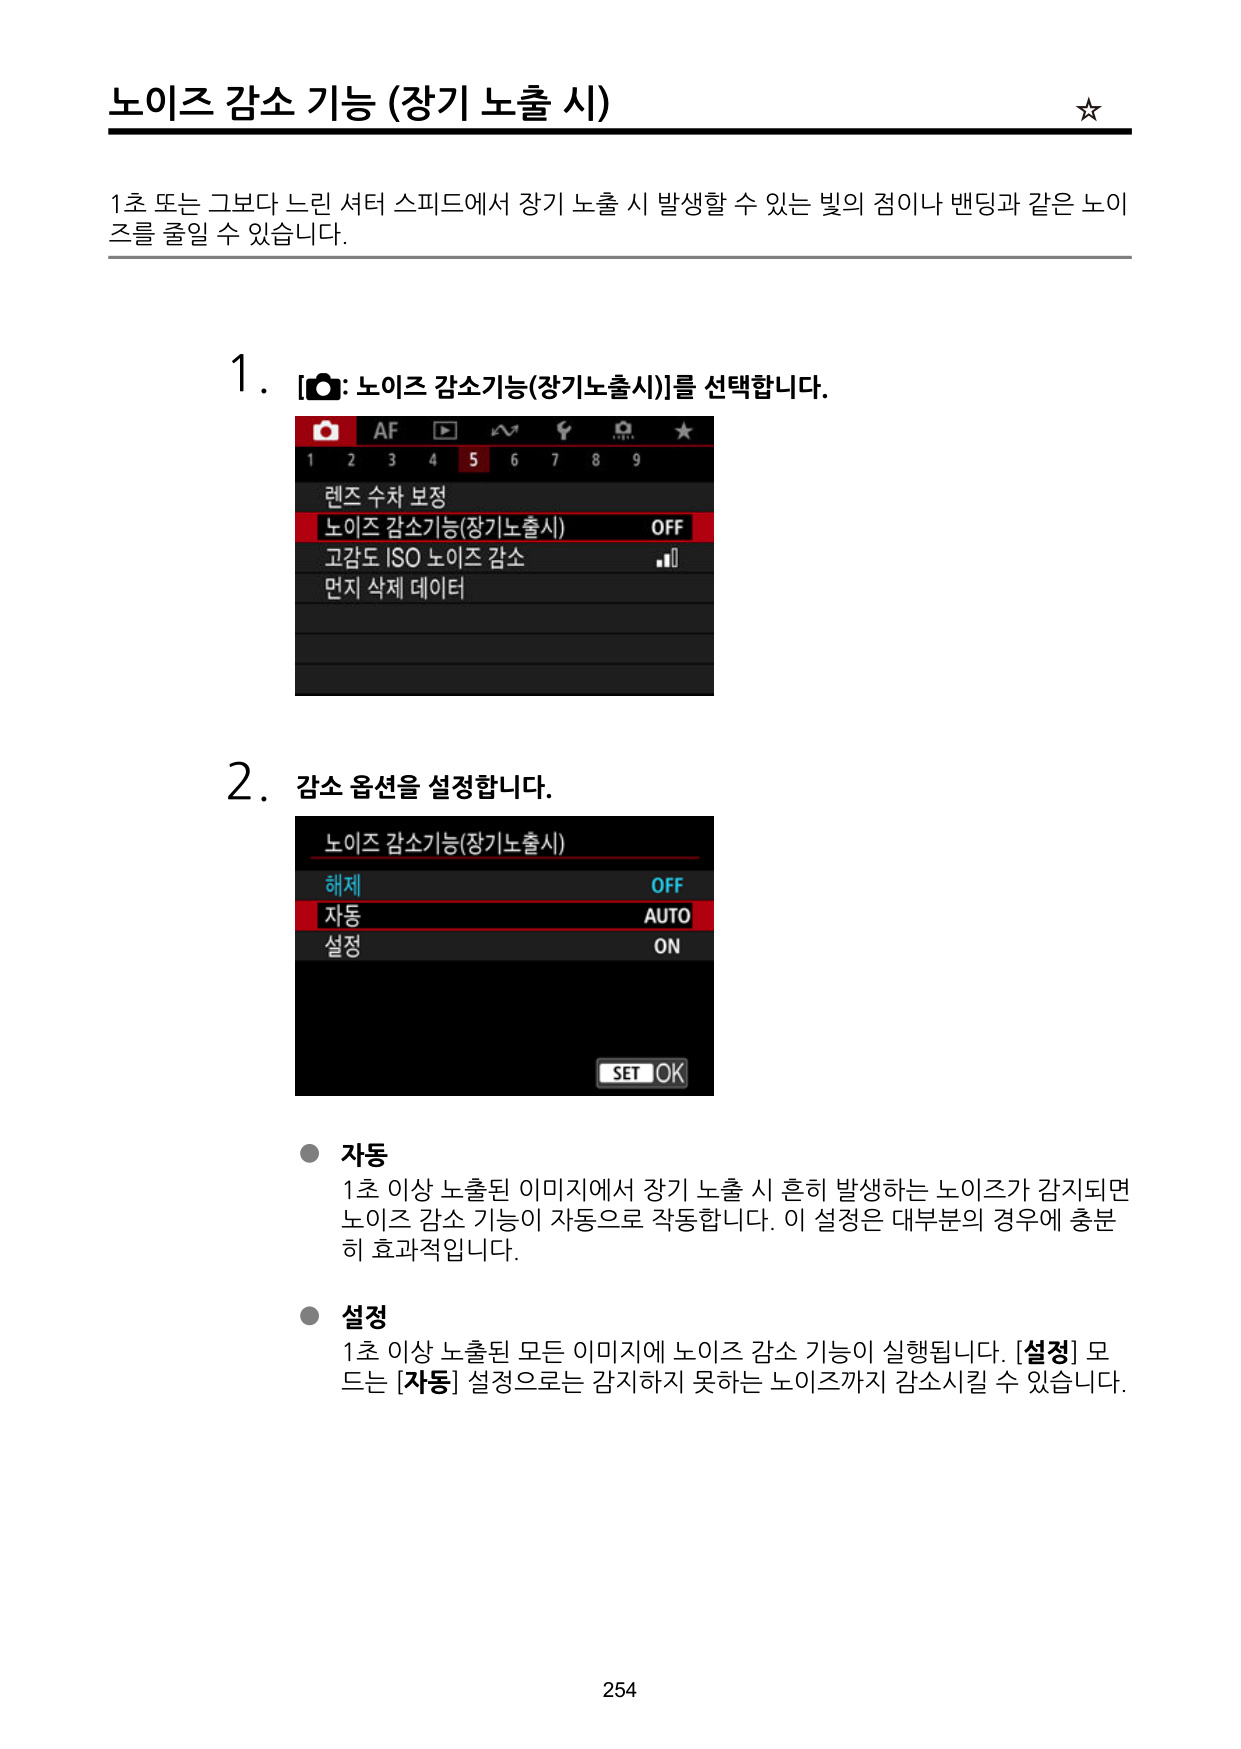 노이즈 감소 기능 (장기 노출 시) ☆
1초 또는 그보다 느린 셔터 스피드에서 장기 노출 시 발생할 수 있는 빛의 점이나 밴딩과 같은 노이
즈를 줄일 수 있습니다.
1. [: 노이즈 감소기능(장기노출시)]를 선택합니다.
AF
1 2 3 4 5 6 7 8 9
렌즈 수차 보정
노이즈 감소기능(장기노출시) OFF
고감도 ISO 노이즈 감소
먼지 삭제 데이터
2. 감소 옵션을 설정합니다.
노이즈 감소기능(장기노출시)
해제 OFF
자동 AUTO
설정 ON
SET OK
● 자동
1초 이상 노출된 이미지에서 장기 노출 시 흔히 발생하는 노이즈가 감지되면
노이즈 감소 기능이 자동으로 작동합니다. 이 설정은 대부분의 경우에 충분
히 효과적입니다.
● 설정
1초 이상 노출된 모든 이미지에 노이즈 감소 기능이 실행됩니다. [설정] 모
드는 [자동] 설정으로는 감지하지 못하는 노이즈까지 감소시킬 수 있습니다.
254